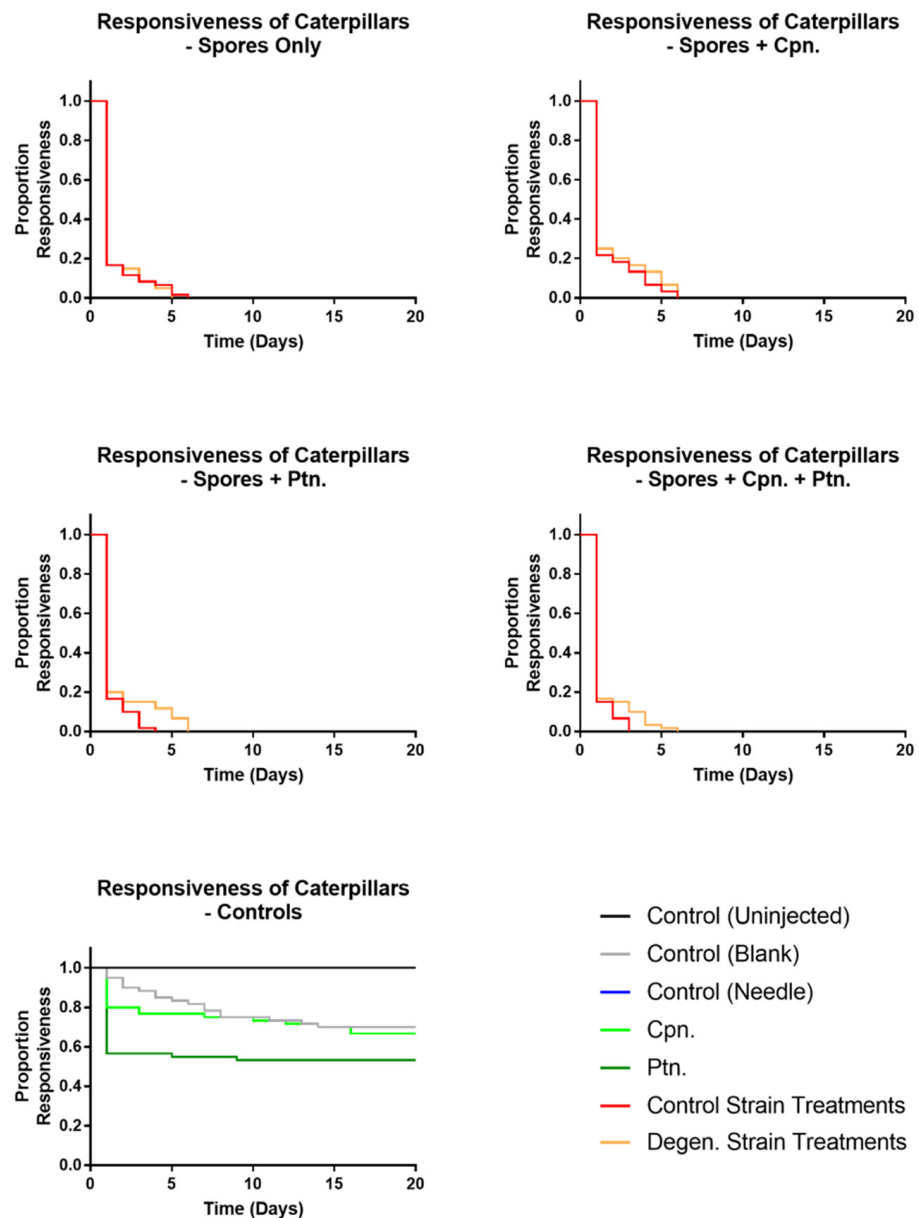 Responsiveness of Caterpillars
- Spores Only
Proportion
Responsiveness
1.0
0.8
0.6
0.4
0.2
0.0
0 5 10 15 20
Time (Days)
Responsiveness of Caterpillars
- Spores + Cpn.
Proportion
Responsiveness
1.0
0.8
0.6
0.4
0.2
0.0
0 5 10 15 20
Time (Days)
Responsiveness of Caterpillars
- Spores + Ptn.
Proportion
Responsiveness
1.0
0.8
0.6
0.4
0.2
0.0
0 5 10 15 20
Time (Days)
Responsiveness of Caterpillars
- Spores + Cpn. + Ptn.
Proportion
Responsiveness
1.0
0.8
0.6
0.4
0.2
0.0
0 5 10 15 20
Time (Days)
Responsiveness of Caterpillars
- Controls
Proportion
Responsiveness
1.0
0.8
0.6
0.4
0.2
0.0
0 5 10 15 20
Time (Days)
Control (Uninjected)
Control (Blank)
Control (Needle)
Cpn.
Ptn.
Control Strain Treatments
Degen. Strain Treatments